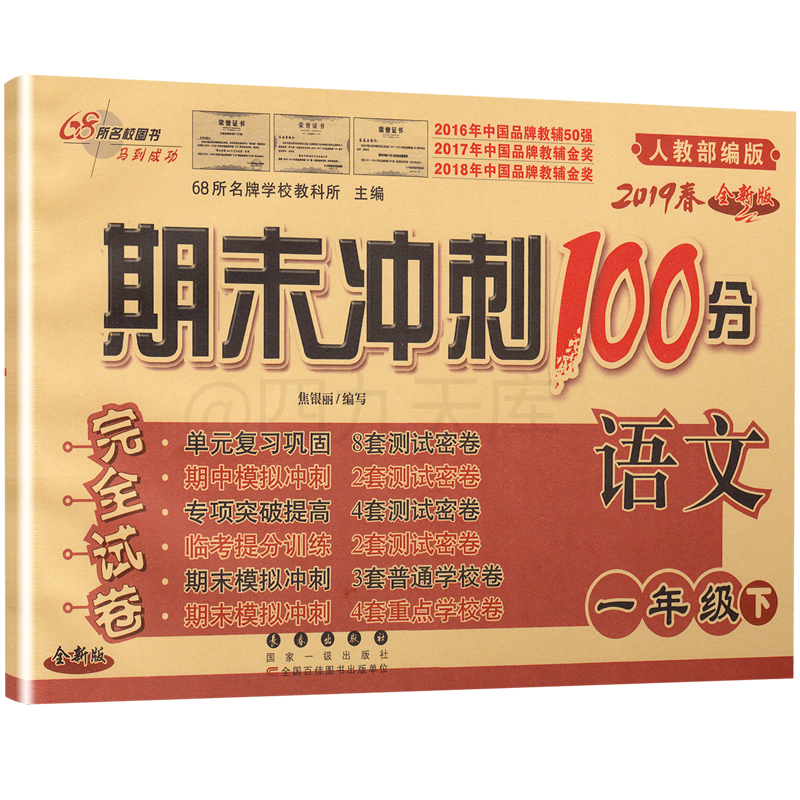 68所名校图书
马到成功
荣誉证书
荣誉证书
荣誉证书
2016年中国品牌教辅50强
2017年中国品牌教辅金奖
2018年中国品牌教辅金奖
人教部编版
68所名牌学校教科所 主编
2019春 全新版
期末冲刺100分
焦银丽/编写
语文
完全试卷
·单元复习巩固 8套测试密卷
·期中模拟冲刺 2套测试密卷
·专项突破提高 4套测试密卷
·临考提分训练 2套测试密卷
·期末模拟冲刺 3套普通学校卷
·期末模拟冲刺 4套重点学校卷
一年级下
全新版
长春出版社
国家一级出版社
全国百佳图书出版单位